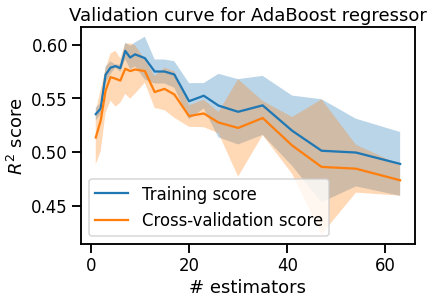 Validation curve for AdaBoost regressor
0.60
0.55
0.50
0.45
R² score
Training score
Cross-validation score
0
20
40
60
# estimators